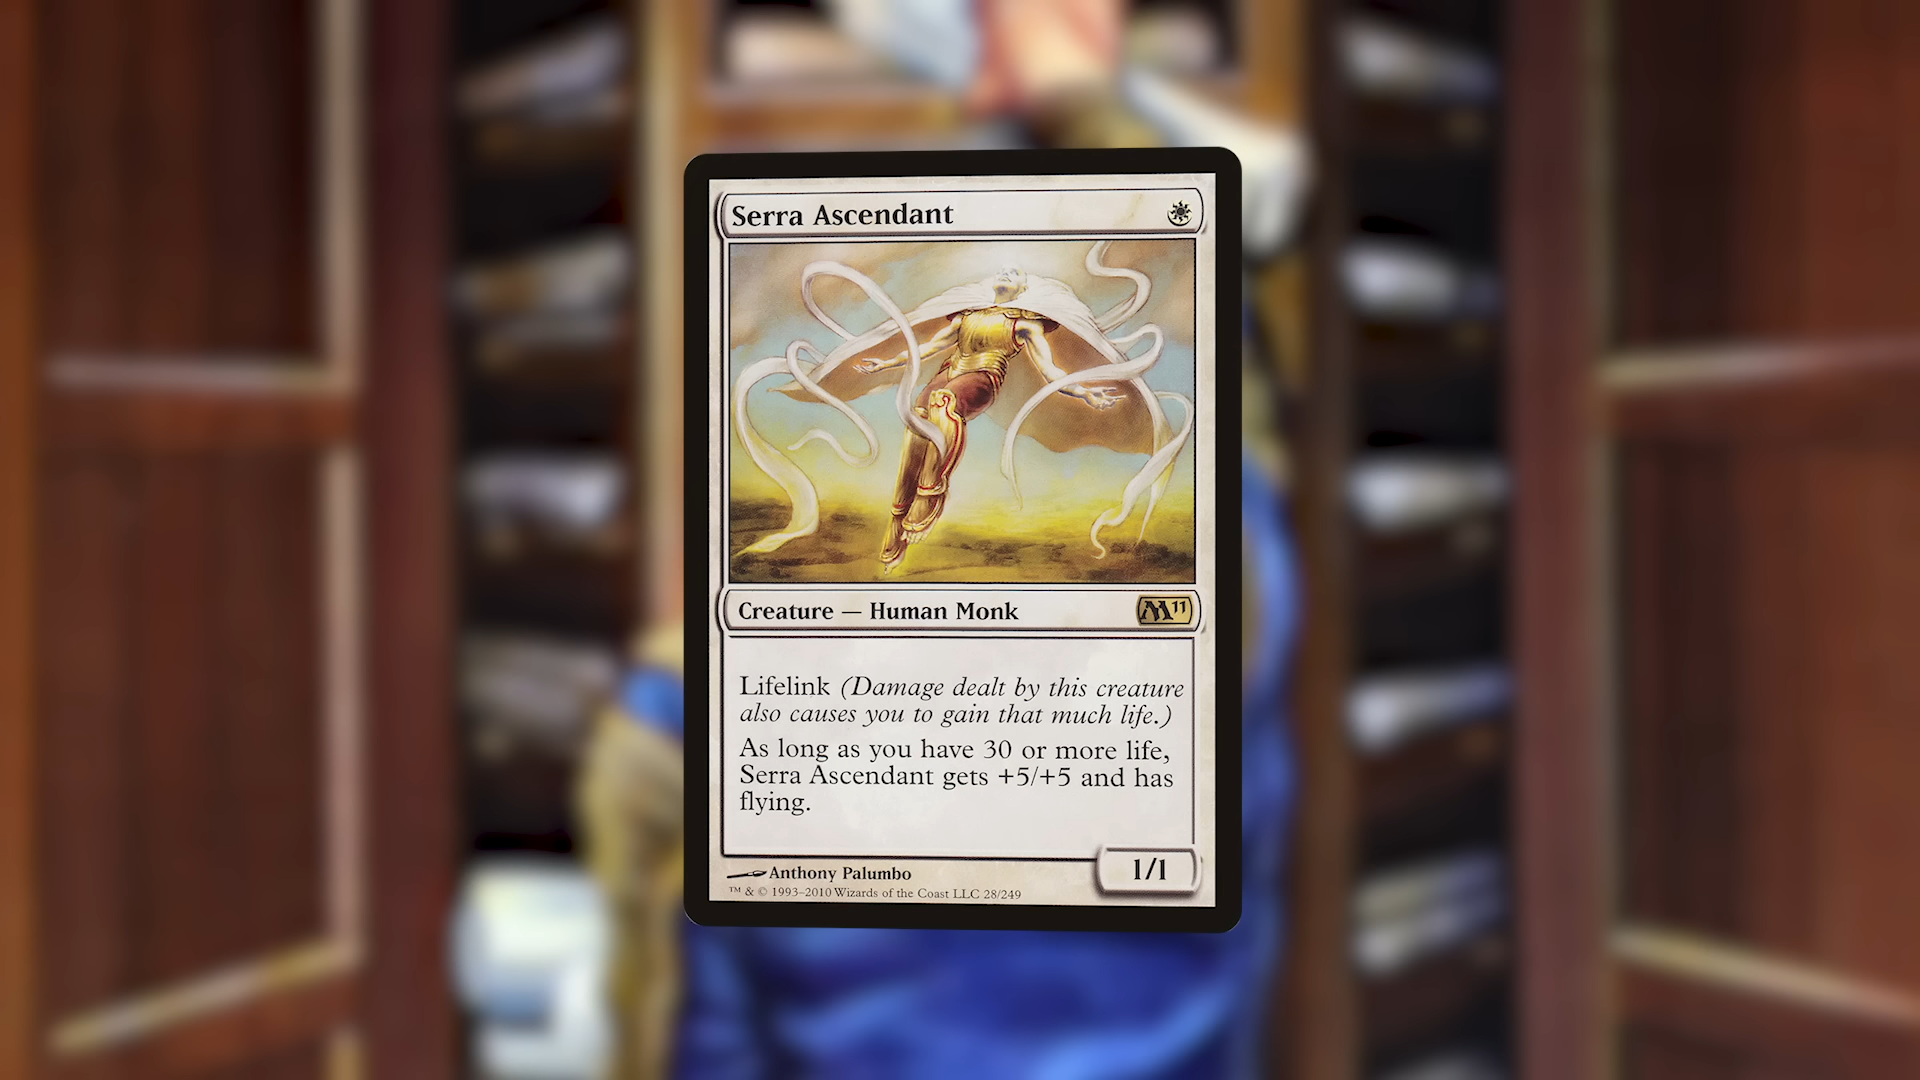 Serra Ascendant
Creature — Human Monk
M11
Lifelink (Damage dealt by this creature
also causes you to gain that much life.)
As long as you have 30 or more life,
Serra Ascendant gets +5/+5 and has
flying.
1/1
Anthony Palumbo
™ & © 1993–2010 Wizards of the Coast LLC 28/249